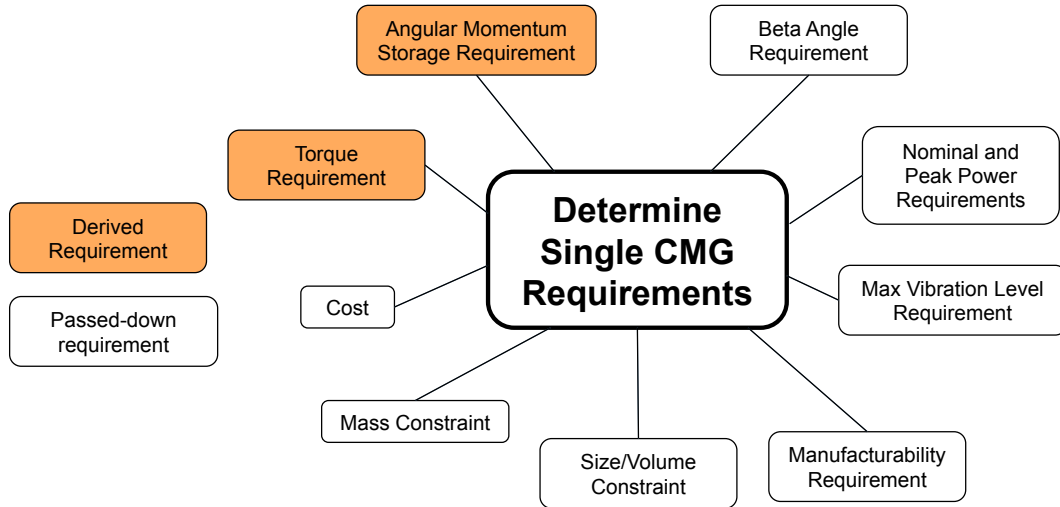 Angular Momentum
Storage Requirement
Beta Angle
Requirement
Torque
Requirement
Nominal and
Peak Power
Requirements
Determine
Single CMG
Requirements
Derived
Requirement
Passed-down
requirement
Cost
Max Vibration Level
Requirement
Mass Constraint
Size/Volume
Constraint
Manufacturability
Requirement